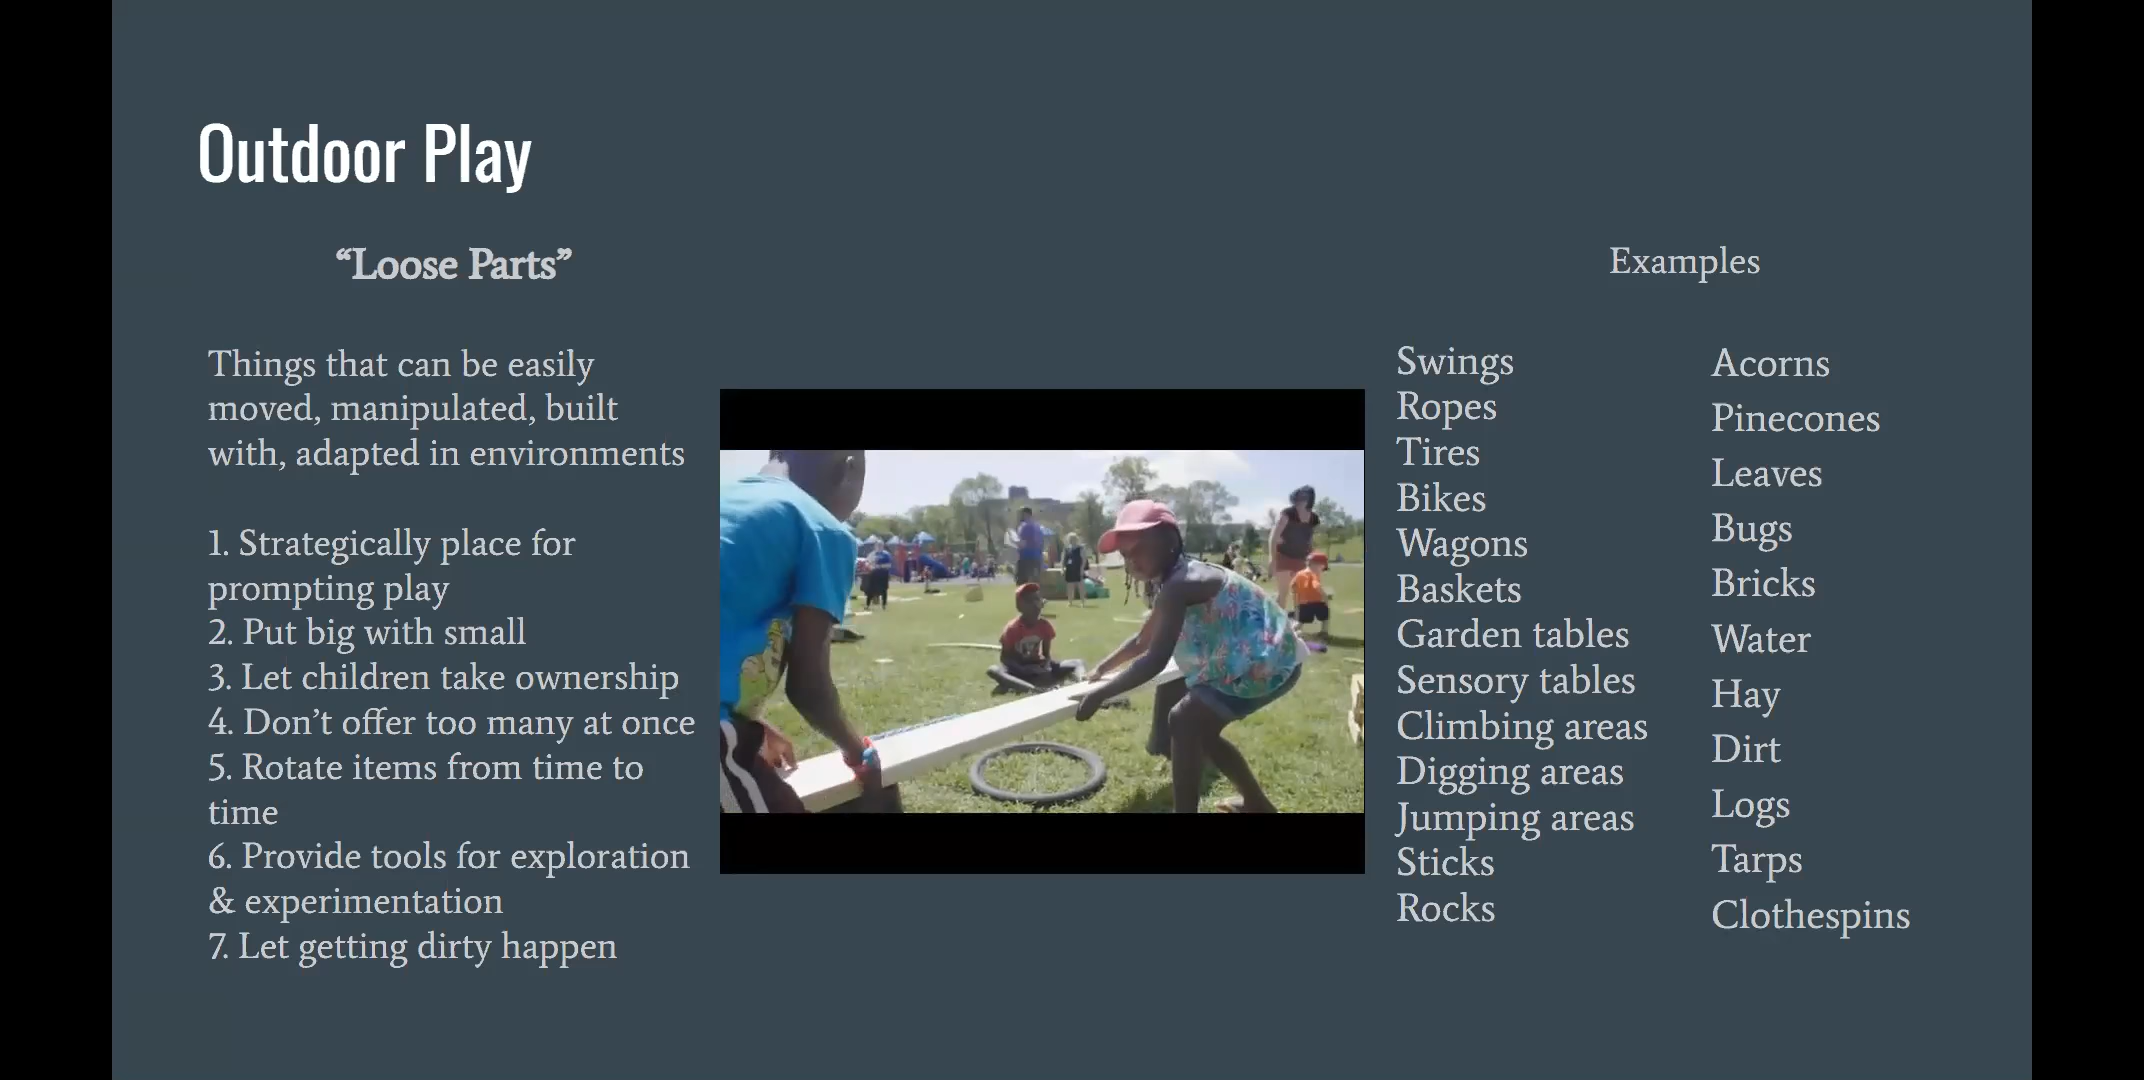 Outdoor Play
“Loose Parts”
Things that can be easily
moved, manipulated, built
with, adapted in environments
1. Strategically place for
prompting play
2. Put big with small
3. Let children take ownership
4. Don’t offer too many at once
5. Rotate items from time to
time
6. Provide tools for exploration
& experimentation
7. Let getting dirty happen
Examples
Swings
Ropes
Tires
Bikes
Wagons
Baskets
Garden tables
Sensory tables
Climbing areas
Digging areas
Jumping areas
Sticks
Rocks
Acorns
Pinecones
Leaves
Bugs
Bricks
Water
Hay
Dirt
Logs
Tarps
Clothespins